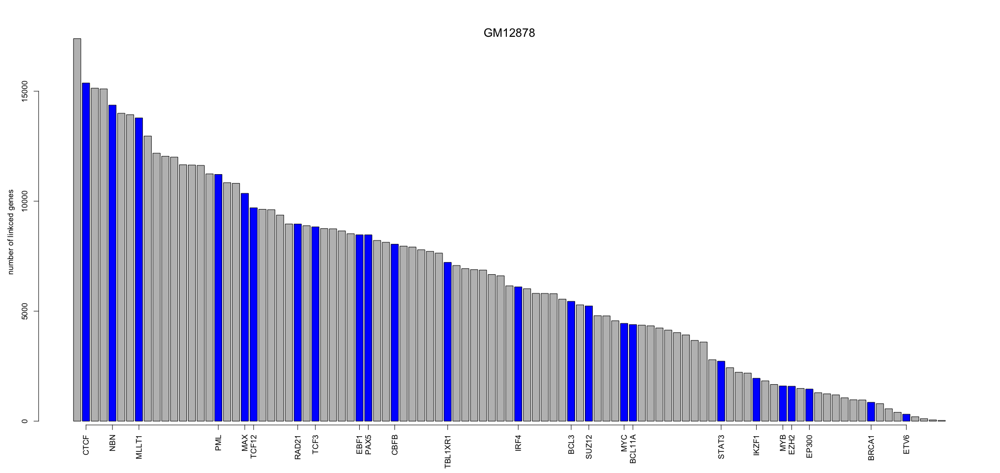 GM12878
number of linkced genes
15000
10000
5000
0
CTCF
NBN
MLLT1
PML
MAX
TCF12
RAD21
TCF3
EBF1
PAX5
CBFB
TBL1XR1
IRF4
BCL3
SUZ12
MYC
BCL11A
STAT3
IKZF1
MYB
EZH2
EP300
BRCA1
ETV6